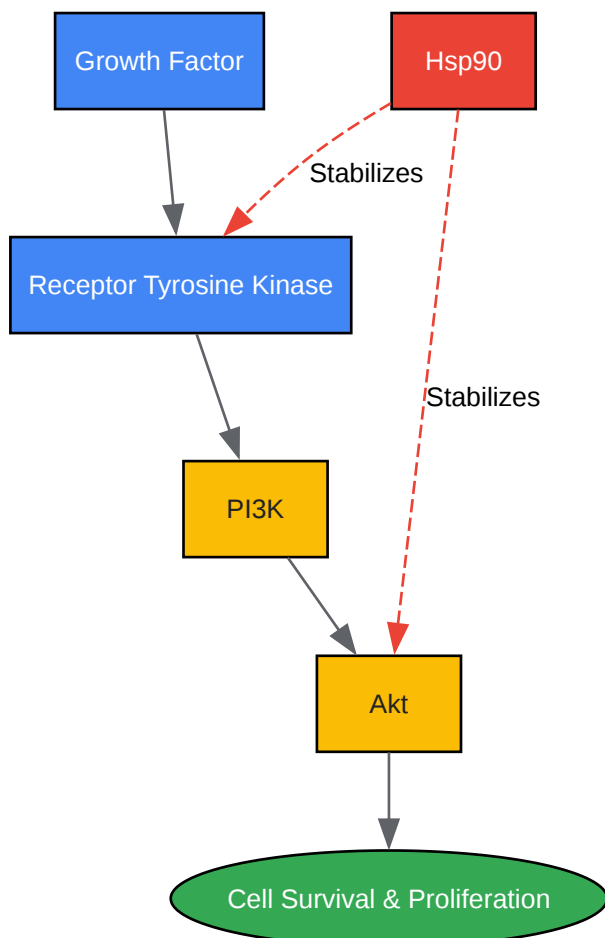 Growth Factor
Hsp90
Stabilizes
Receptor Tyrosine Kinase
Stabilizes
PI3K
Akt
Cell Survival & Proliferation